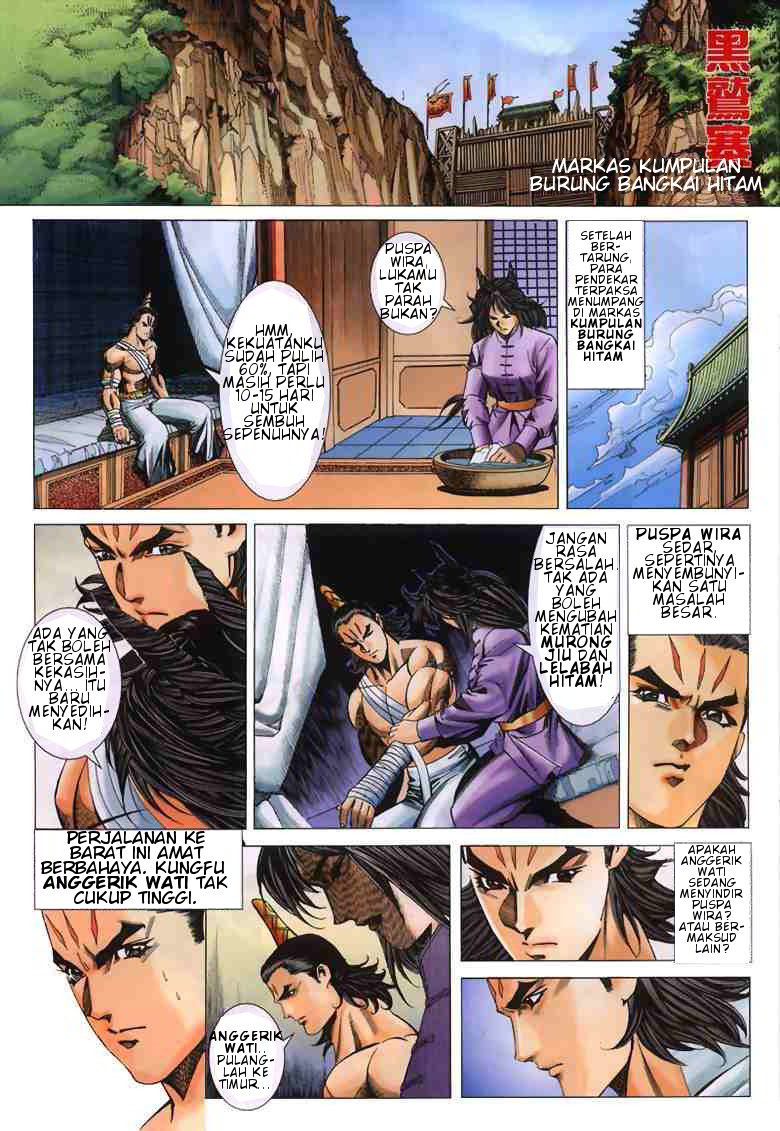 黑鷲寨
MARKAS KUMPULAN
BURUNG BANGKAI HITAM
PUSPA
WIRA,
LUKAMU
TAK
PARAH
BUKAN?
HMM,
KEKUATANKU
SUDAH PULIH
60%, TAPI
MASIH PERLU
10-15 HARI
UNTUK
SEMBUH
SEPENUHNYA!
SETELAH
BER-
TARUNG,
PARA
PENDEKAR
TERPAKSA
MENUMPANG
DI MARKAS
KUMPULAN
BURUNG
BANGKAI
HITAM
ADA YANG
TAK BOLEH
BERSAMA
KEKASIH-
NYA... ITU
BARU
MENYEDIH-
KAN!
JANGAN
RASA
BERSALAH.
TAK ADA
YANG
BOLEH
MENGUBAH
KEMATIAN
MURONG
JIU DAN
LELABAH
HITAM!
PUSPA WIRA
SEDAR,
SEPERTINYA
MENYEMBUNYI-
KAN SATU
MASALAH
BESAR.
PERJALANAN KE
BARAT INI AMAT
BERBAHAYA. KUNGFU
ANGGERIK WATI TAK
CUKUP TINGGI.
ANGGERIK
WATI..
PULANG-
LAH KE
TIMUR...
APAKAH
ANGGERIK
WATI
SEDANG
MENYINDIR
PUSPA
WIRA?
ATAU BER-
MAKSUD
LAIN?